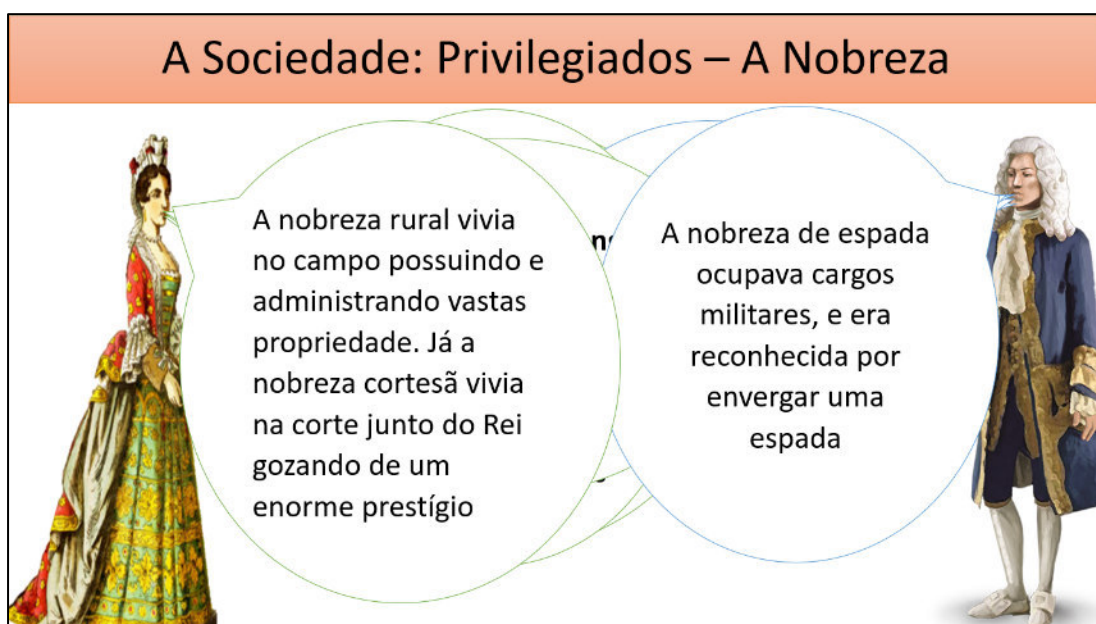 A Sociedade: Privilegiados – A Nobreza
A nobreza rural vivia
no campo possuindo e
administrando vastas
propriedade. Já a
nobreza cortesã vivia
na corte junto do Rei
gozando de um
enorme prestígio
A nobreza de espada
ocupava cargos
militares, e era
reconhecida por
envergar uma
espada